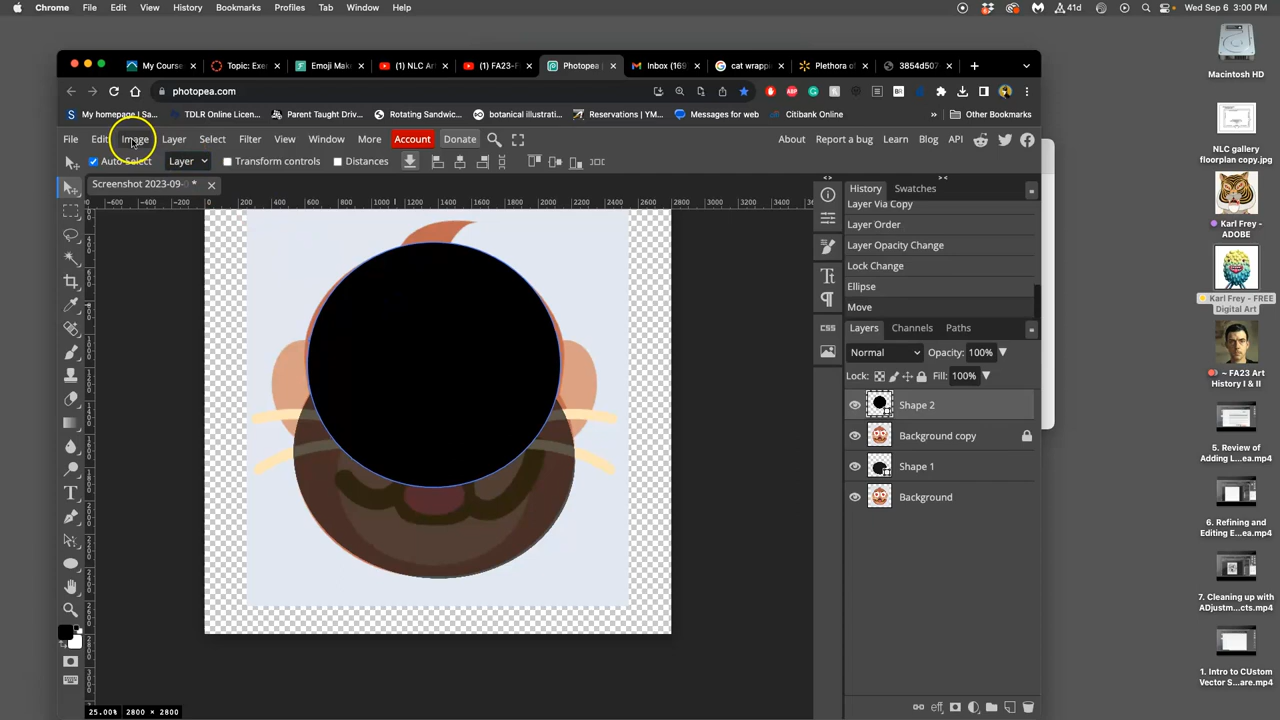 Chrome File Edit View History Bookmarks Profiles Tab Window Help 41d Wed Sep 6 3:00 PM
My Course Topic: Exer Emoji Mak (1) NLC Ar (1) FA23-F Photopea Inbox (169 cat wrappi Plethora of 3854d507
photopea.com
My homepage | Sa... TDLR Online Licen... Parent Taught Driv... Rotating Sandwic... botanical illustrati... Reservations | YM... Messages for web Citibank Online Other Bookmarks
File Edit Image Layer Select Filter View Window More Account Donate About Report a Bug Learn Blog API
Auto-Select Layer Transform controls Distances
Screenshot 2023-09- *
History Swatches
Layer Via Copy
Layer Order
Layer Opacity Change
Lock Change
Ellipse
Move
CSS
Layers Channels Paths
Normal Opacity: 100%
Lock: Fill: 100%
Shape 2
Background copy
Shape 1
Background
eff
25.00% 2800 × 2800
Macintosh HD
NLC gallery
floorplan copy.jpg
Karl Frey -
ADOBE
Karl Frey - FREE
Digital Art
~ FA23 Art
History I & II
5. Review of
Adding L...ea.mp4
6. Refining and
Editing E...ea.mp4
7. Cleaning up with
ADjustm...cts.mp4
1. Intro to CUstom
Vector S...are.mp4